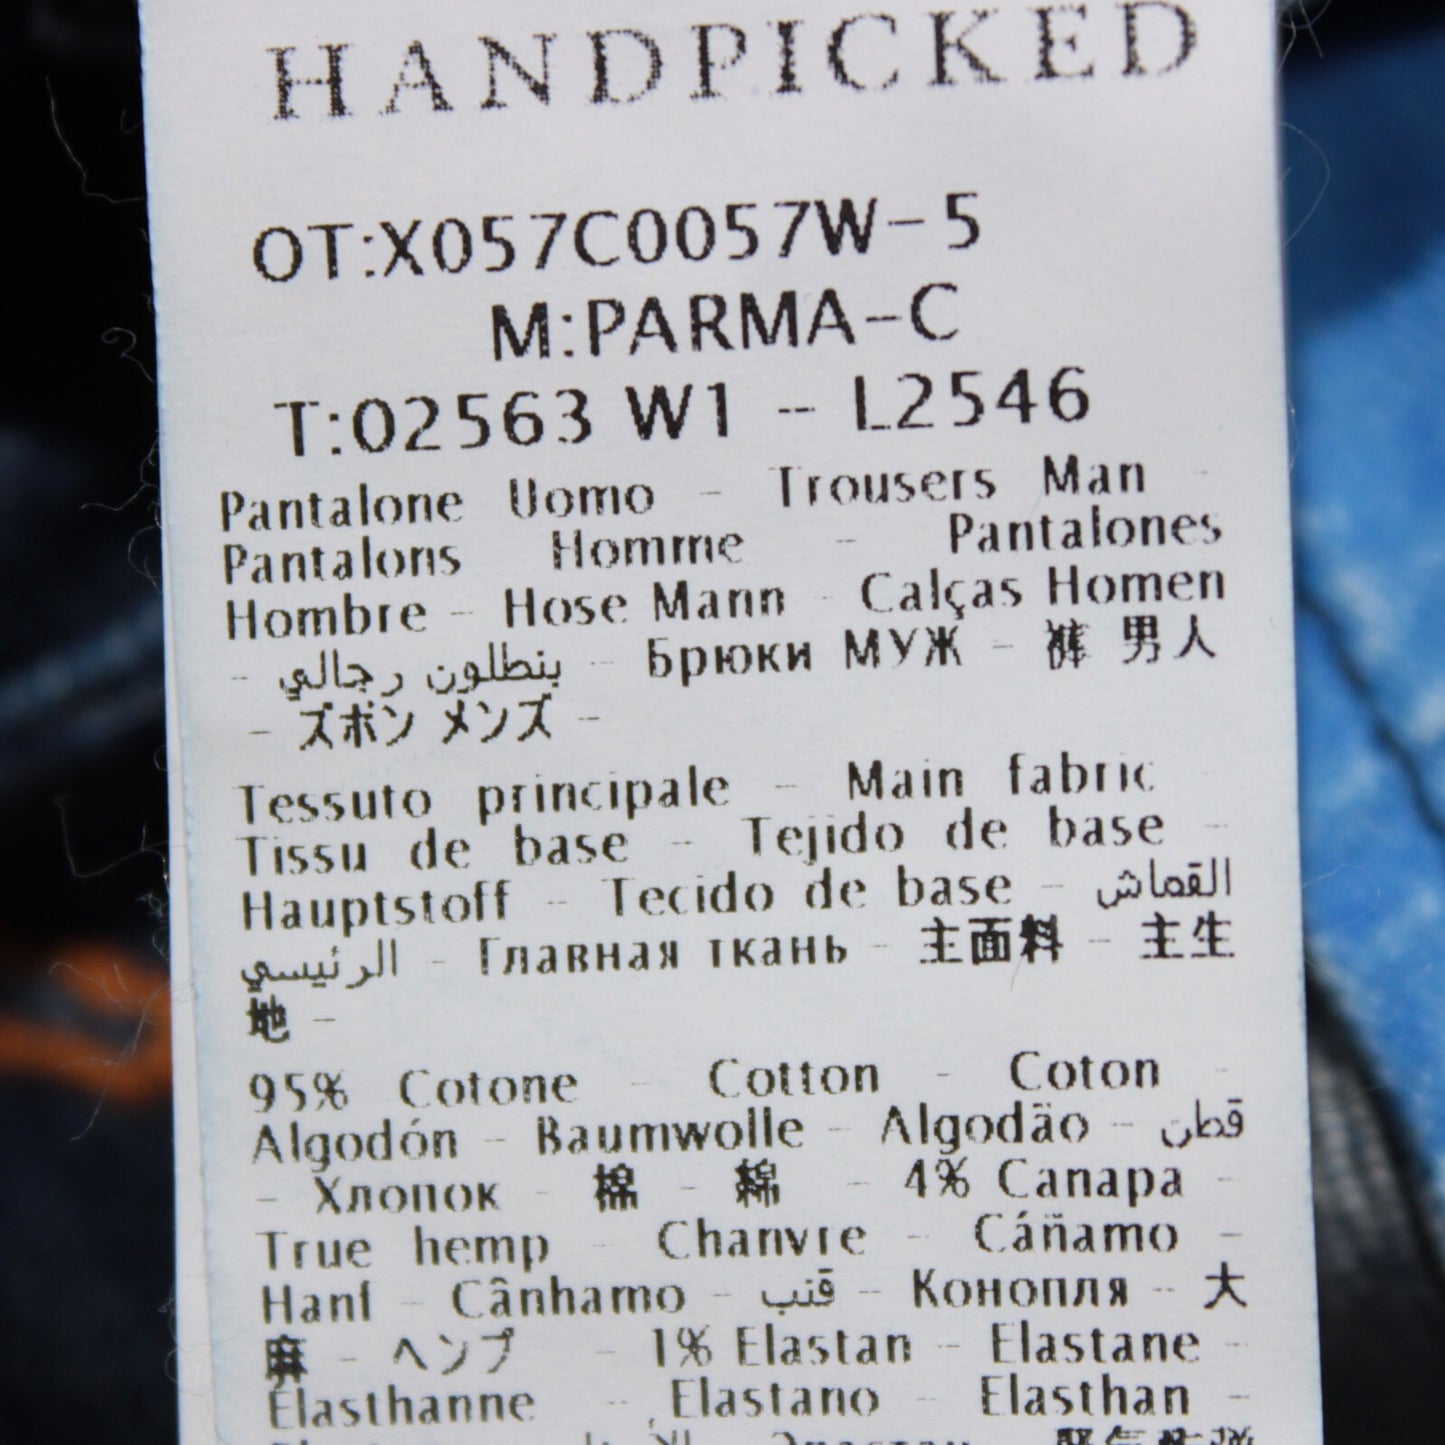 HANDPICKED
OT:X057C0057W-5
M:PARMA-C
T:02563 W1 -- L2546
Pantalone Uomo - Trousers Man -
Pantalons Homme - Pantalones
Hombre - Hose Mann - Calças Homen
- بنطلون رجالي - Брюки МУЖ - 裤 男人
- ズボン メンズ -
Tessuto principale - Main fabric
Tissu de base - Tejido de base -
Hauptstoff - Tecido de base - القماش
الرئيسي - Главная ткань - 主面料 - 主生
地 -
95% Cotone - Cotton - Coton -
Algodón - Baumwolle - Algodão - قطن
- Хлопок - 棉 - 綿 - 4% Canapa -
True hemp - Chanvre - Cáñamo -
Hanf - Cânhamo - قنب - Конопля - 大
麻 - ヘンプ - 1% Elastan - Elastane -
Élasthanne - Elastano - Elasthan -